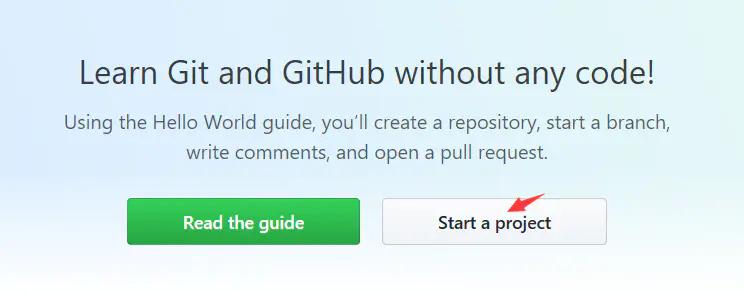 Learn Git and GitHub without any code!
Using the Hello World guide, you’ll create a repository, start a branch,
write comments, and open a pull request.
Read the guide
Start a project